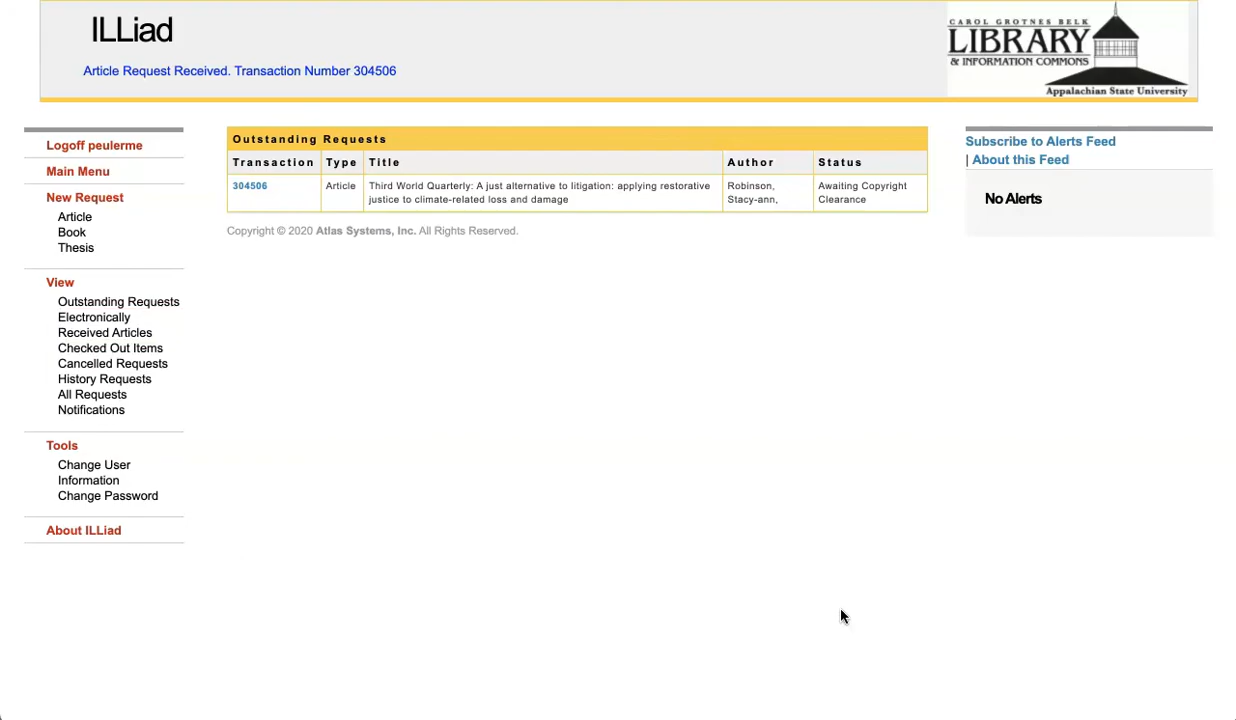 ILLiad
Article Request Received. Transaction Number 304506
CAROL GROTNES BELK
LIBRARY
& INFORMATION COMMONS
Appalachian State University
Logoff peulerme
Main Menu
New Request
Article
Book
Thesis
View
Outstanding Requests
Electronically
Received Articles
Checked Out Items
Cancelled Requests
History Requests
All Requests
Notifications
Tools
Change User
Information
Change Password
About ILLiad
Outstanding Requests
Transaction Type Title Author Status
304506 Article Third World Quarterly: A just alternative to litigation: applying restorative Robinson, Awaiting Copyright
justice to climate-related loss and damage Stacy-ann, Clearance
Copyright © 2020 Atlas Systems, Inc. All Rights Reserved.
Subscribe to Alerts Feed
| About this Feed
No Alerts